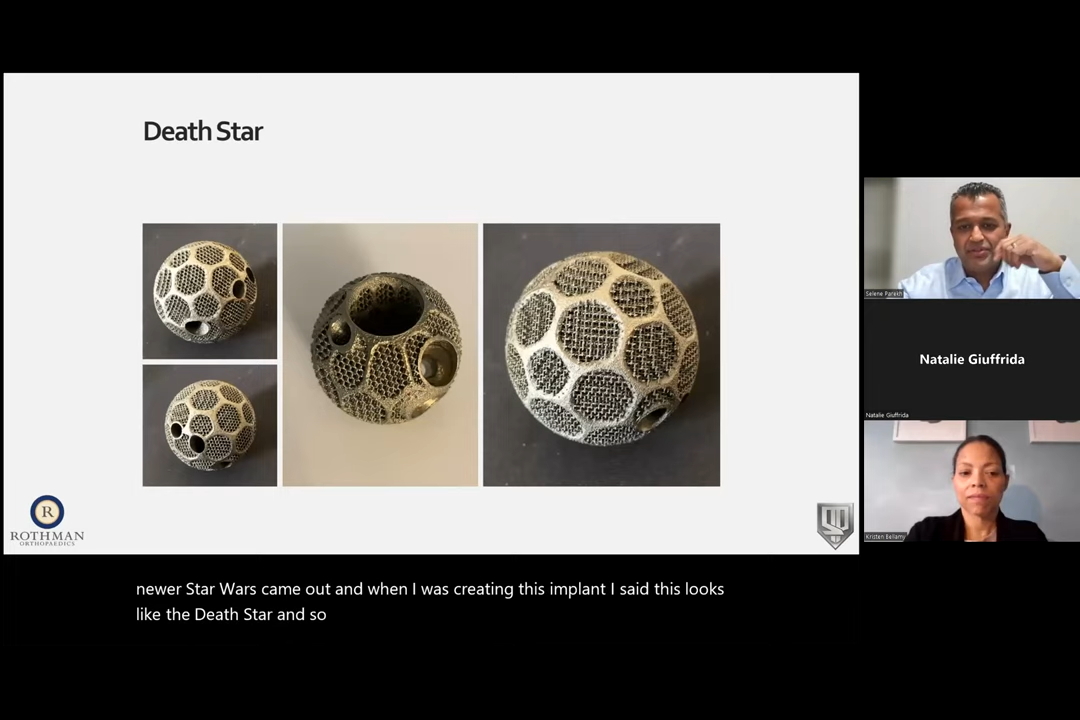 Death Star
R
ROTHMAN
ORTHOPAEDICS
Selene Parekh
Natalie Giuffrida
Natalie Giuffrida
Kristen Bellamy
newer Star Wars came out and when I was creating this implant I said this looks
like the Death Star and so